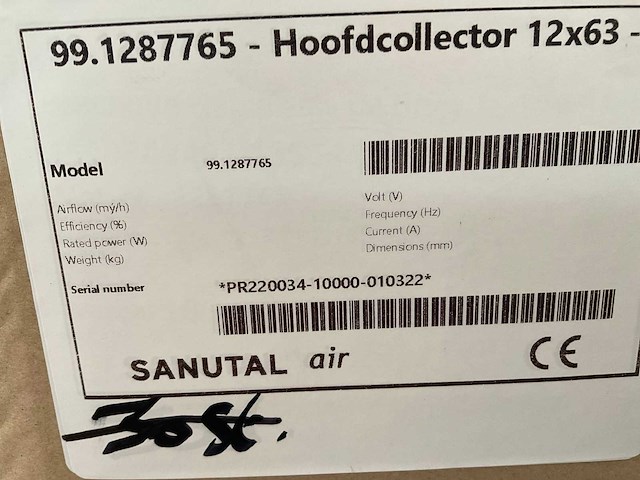 99.1287765 - Hoofdcollector 12x63 -
Model 99.1287765
Airflow (mÿ/h) Volt (V)
Efficiency (%) Frequency (Hz)
Rated power (W) Current (A)
Weight (kg) Dimensions (mm)
Serial number *PR220034-10000-010322*
SANUTAL air CE
30 St.